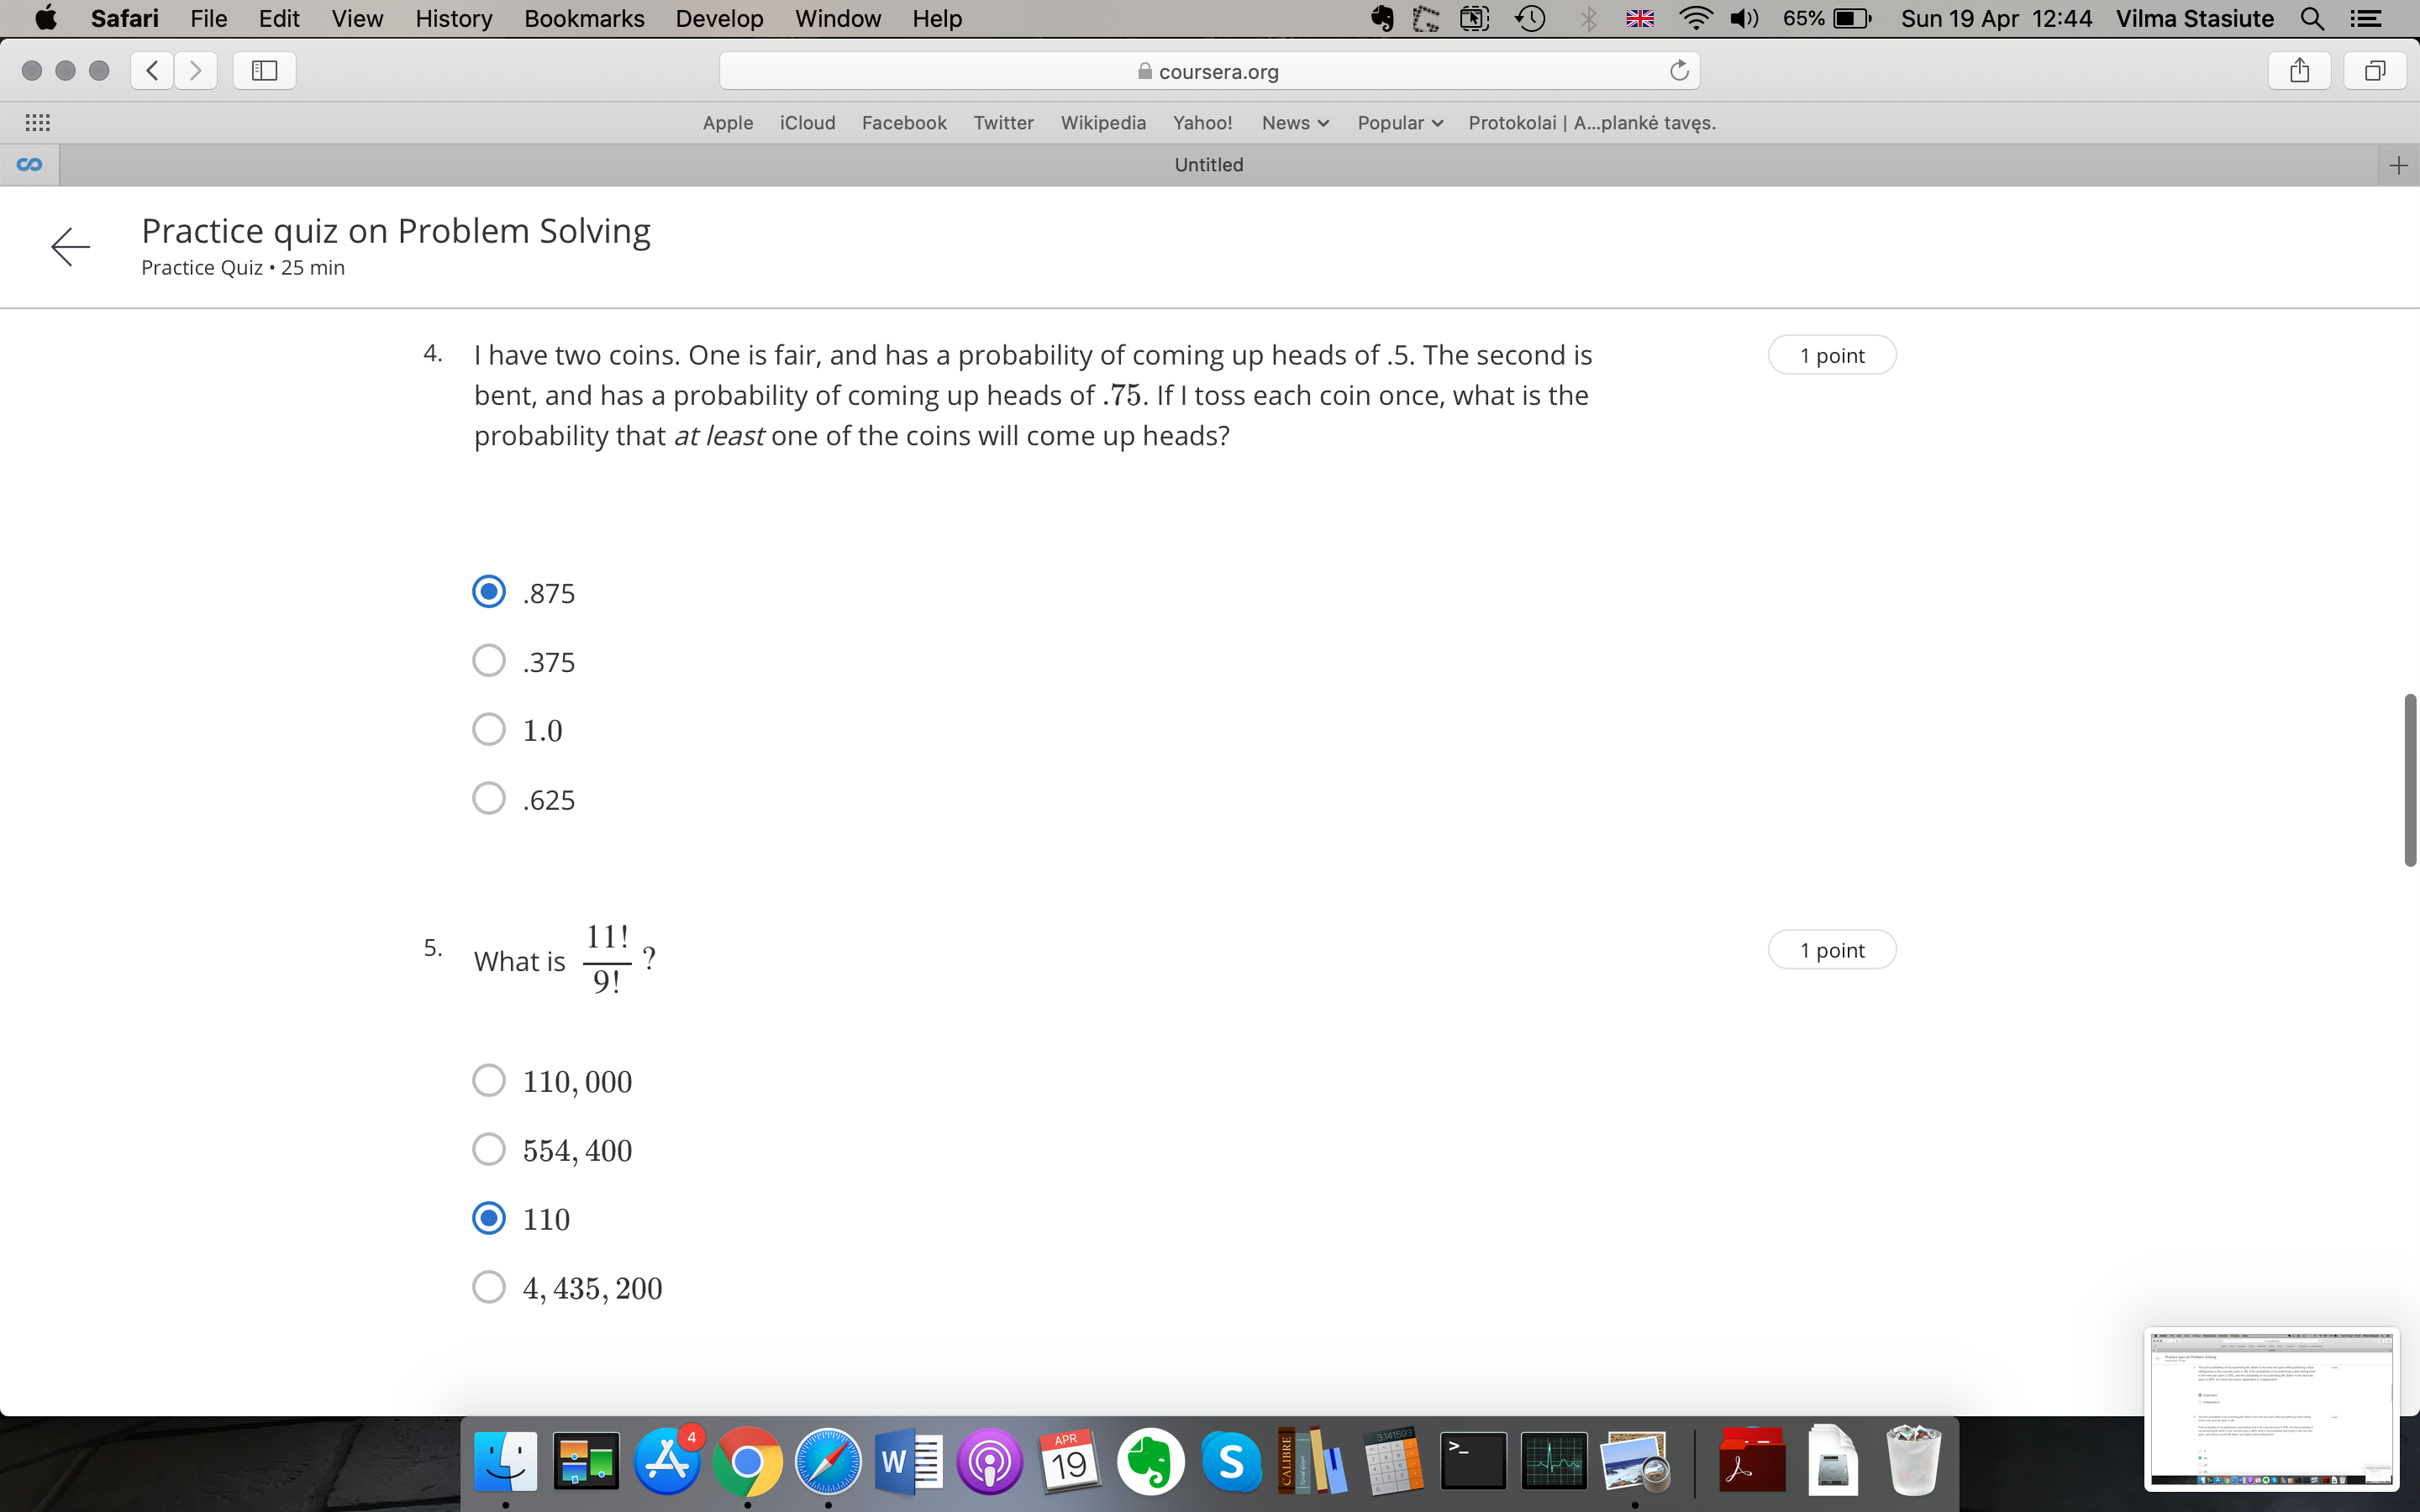 Safari File Edit View History Bookmarks Develop Window Help 65% Sun 19 Apr 12:44 Vilma Stasiute
coursera.org
Apple iCloud Facebook Twitter Wikipedia Yahoo! News Popular Protokolai | A...plankė tavęs.
Untitled
Practice quiz on Problem Solving
Practice Quiz • 25 min
4. I have two coins. One is fair, and has a probability of coming up heads of .5. The second is 1 point
bent, and has a probability of coming up heads of .75. If I toss each coin once, what is the
probability that at least one of the coins will come up heads?
.875
.375
1.0
.625
5. What is 11!/9! ? 1 point
110,000
554,400
110
4,435,200
4
W
APR
19
S
CALIBRE
3.141593
>_